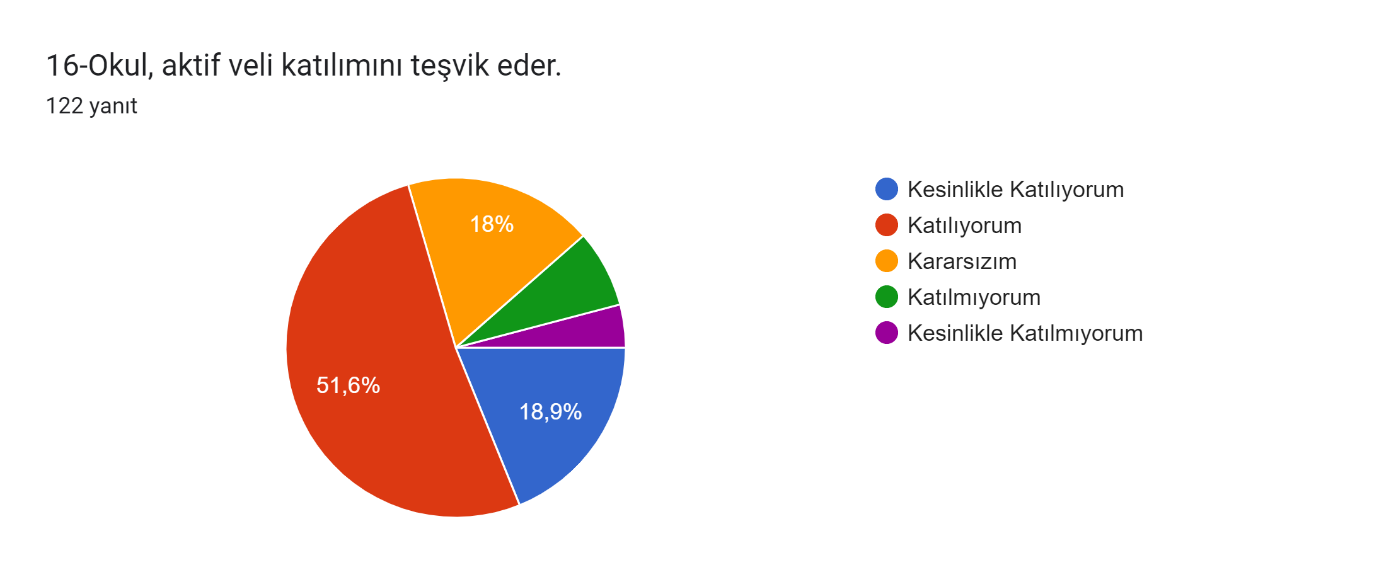 16-Okul, aktif veli katılımını teşvik eder.
122 yanıt
18%
51,6%
18,9%
Kesinlikle Katılıyorum
Katılıyorum
Kararsızım
Katılmıyorum
Kesinlikle Katılmıyorum